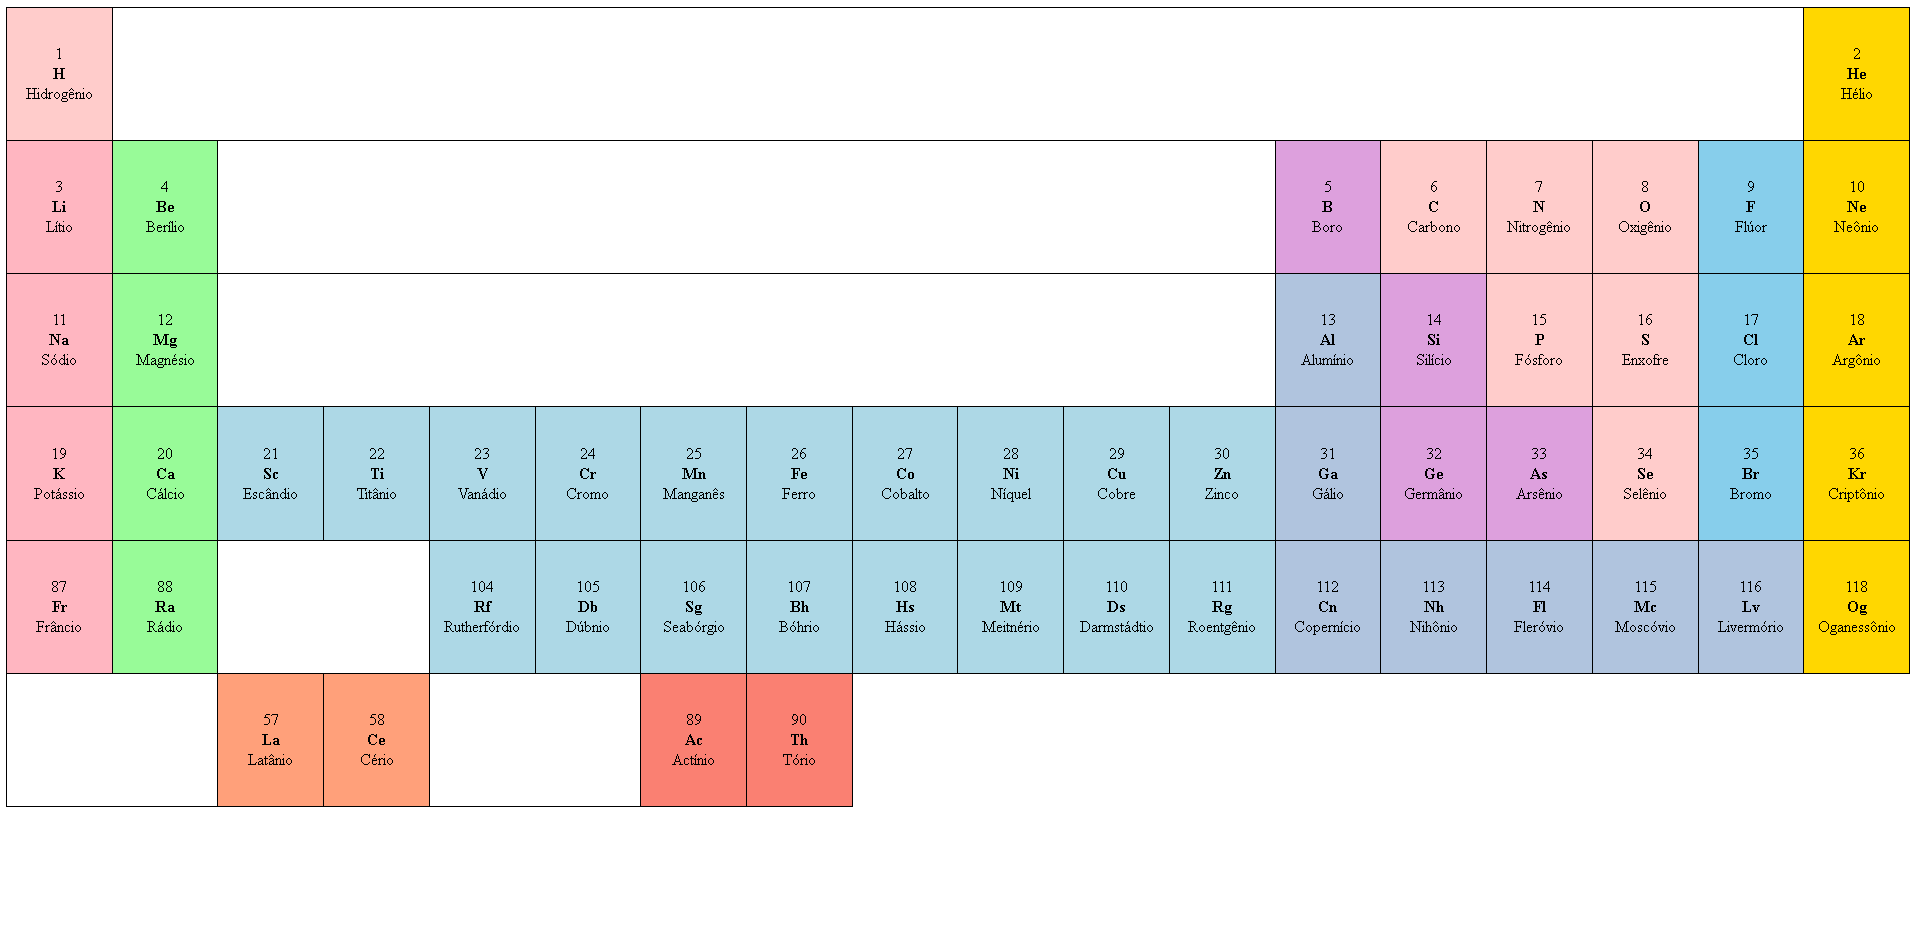 1
H
Hidrogênio
2
He
Hélio
3
Li
Lítio
4
Be
Berílio
5
B
Boro
6
C
Carbono
7
N
Nitrogênio
8
O
Oxigênio
9
F
Flúor
10
Ne
Neônio
11
Na
Sódio
12
Mg
Magnésio
13
Al
Alumínio
14
Si
Silício
15
P
Fósforo
16
S
Enxofre
17
Cl
Cloro
18
Ar
Argônio
19
K
Potássio
20
Ca
Cálcio
21
Sc
Escândio
22
Ti
Titânio
23
V
Vanádio
24
Cr
Cromo
25
Mn
Manganês
26
Fe
Ferro
27
Co
Cobalto
28
Ni
Níquel
29
Cu
Cobre
30
Zn
Zinco
31
Ga
Gálio
32
Ge
Germânio
33
As
Arsênio
34
Se
Selênio
35
Br
Bromo
36
Kr
Criptônio
87
Fr
Frâncio
88
Ra
Rádio
104
Rf
Rutherfórdio
105
Db
Dúbnio
106
Sg
Seabórgio
107
Bh
Bóhrio
108
Hs
Hássio
109
Mt
Meitnério
110
Ds
Darmstádtio
111
Rg
Roentgênio
112
Cn
Copernício
113
Nh
Nihônio
114
Fl
Fleróvio
115
Mc
Moscóvio
116
Lv
Livermório
118
Og
Oganessônio
57
La
Latânio
58
Ce
Cério
89
Ac
Actínio
90
Th
Tório